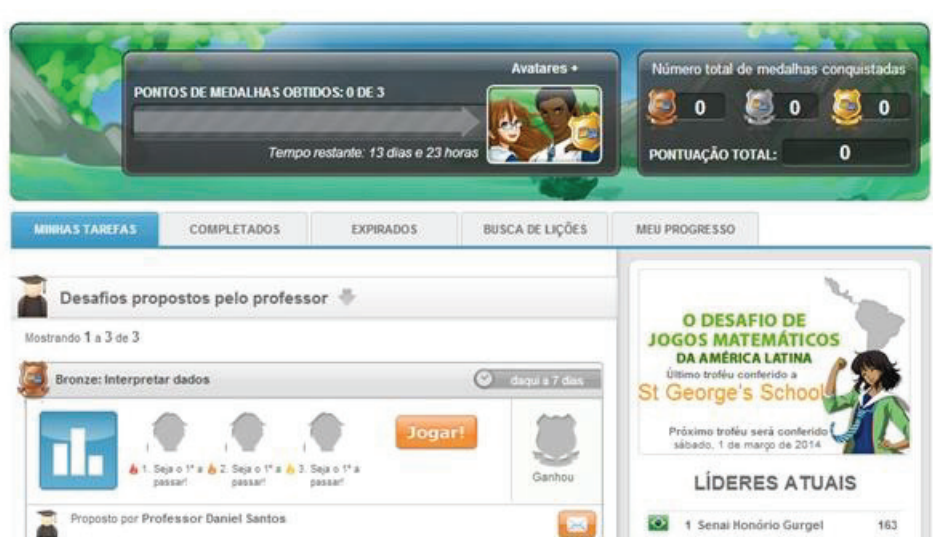 Avatares +
PONTOS DE MEDALHAS OBTIDOS: 0 DE 3
Tempo restante: 13 dias e 23 horas
Número total de medalhas conquistadas
0 0 0
PONTUAÇÃO TOTAL: 0
MINHAS TAREFAS COMPLETADOS EXPIRADOS BUSCA DE LIÇÕES MEU PROGRESSO
Desafios propostos pelo professor
Mostrando 1 a 3 de 3
Bronze: Interpretar dados
daqui a 7 dias
1. Seja o 1º a passar!
2. Seja o 1º a passar!
3. Seja o 1º a passar!
Jogar!
Ganhou
Proposto por Professor Daniel Santos
O DESAFIO DE
JOGOS MATEMÁTICOS
DA AMÉRICA LATINA
Último troféu conferido a
St George's School
Próximo troféu será conferido
sábado, 1 de março de 2014
LÍDERES ATUAIS
1 Senai Honório Gurgel 163